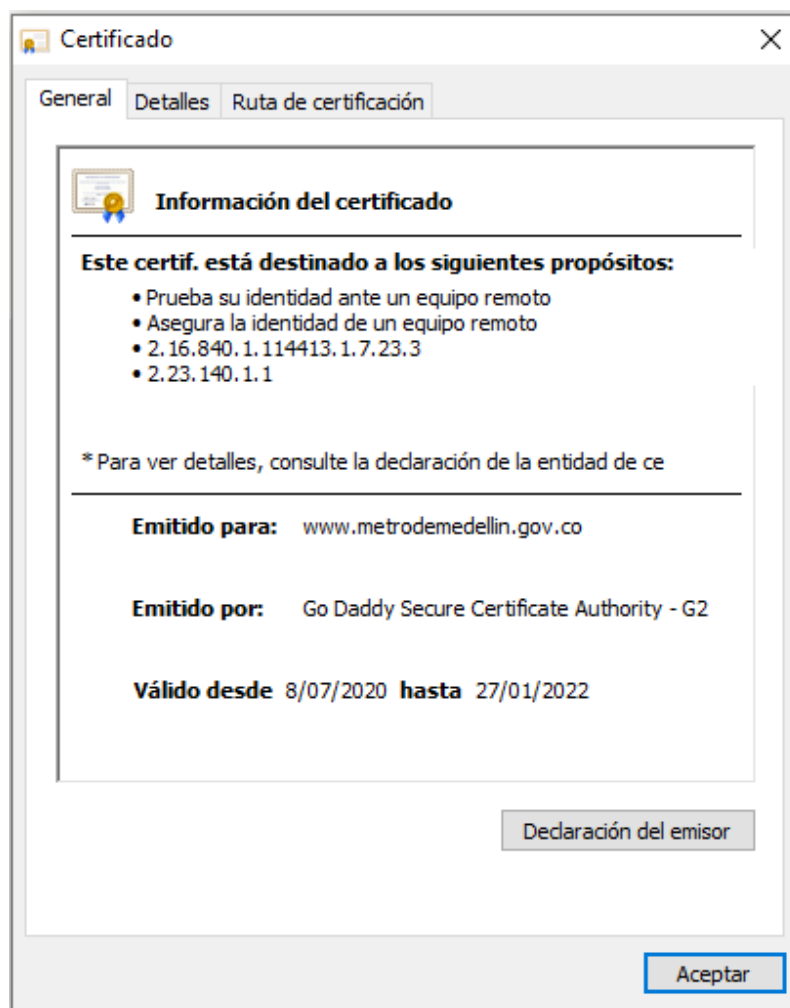 Certificado
General Detalles Ruta de certificación
Información del certificado
Este certif. está destinado a los siguientes propósitos:
• Prueba su identidad ante un equipo remoto
• Asegura la identidad de un equipo remoto
• 2.16.840.1.114413.1.7.23.3
• 2.23.140.1.1
* Para ver detalles, consulte la declaración de la entidad de ce
Emitido para: www.metrodemedellin.gov.co
Emitido por: Go Daddy Secure Certificate Authority - G2
Válido desde 8/07/2020 hasta 27/01/2022
Declaración del emisor
Aceptar